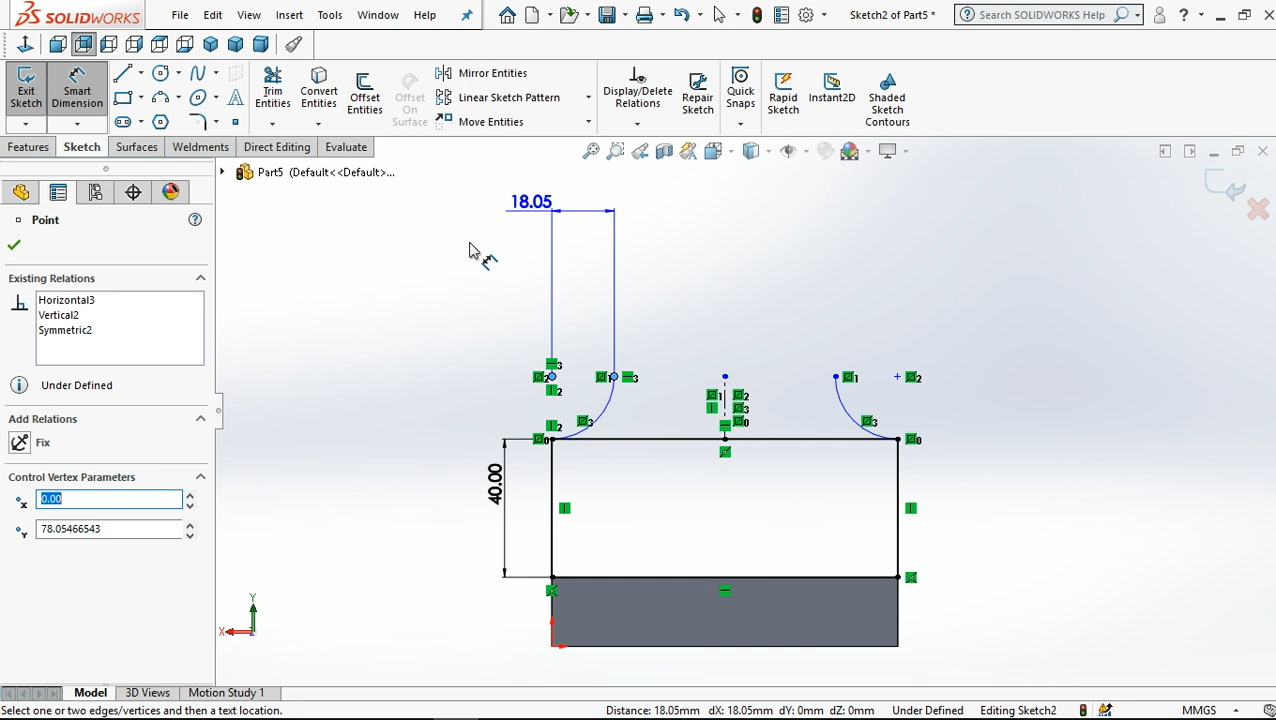 SOLIDWORKS
File Edit View Insert Tools Window Help
Sketch2 of Part5 *
Search SOLIDWORKS Help
?
Exit Sketch
Smart Dimension
Trim Entities
Convert Entities
Offset Entities
Offset On Surface
Mirror Entities
Linear Sketch Pattern
Move Entities
Display/Delete Relations
Repair Sketch
Quick Snaps
Rapid Sketch
Instant2D
Shaded Sketch Contours
Features Sketch Surfaces Weldments Direct Editing Evaluate
Part5 (Default<<Default>...
Point
Existing Relations
Horizontal3
Vertical2
Symmetric2
Under Defined
Add Relations
Fix
Control Vertex Parameters
x 0.00
Y 78.05466543
18.05
40.00
Y
X
Z
Model 3D Views Motion Study 1
Select one or two edges/vertices and then a text location.
Distance: 18.05mm dX: 18.05mm dY: 0mm dZ: 0mm
Under Defined
Editing Sketch2
MMGS